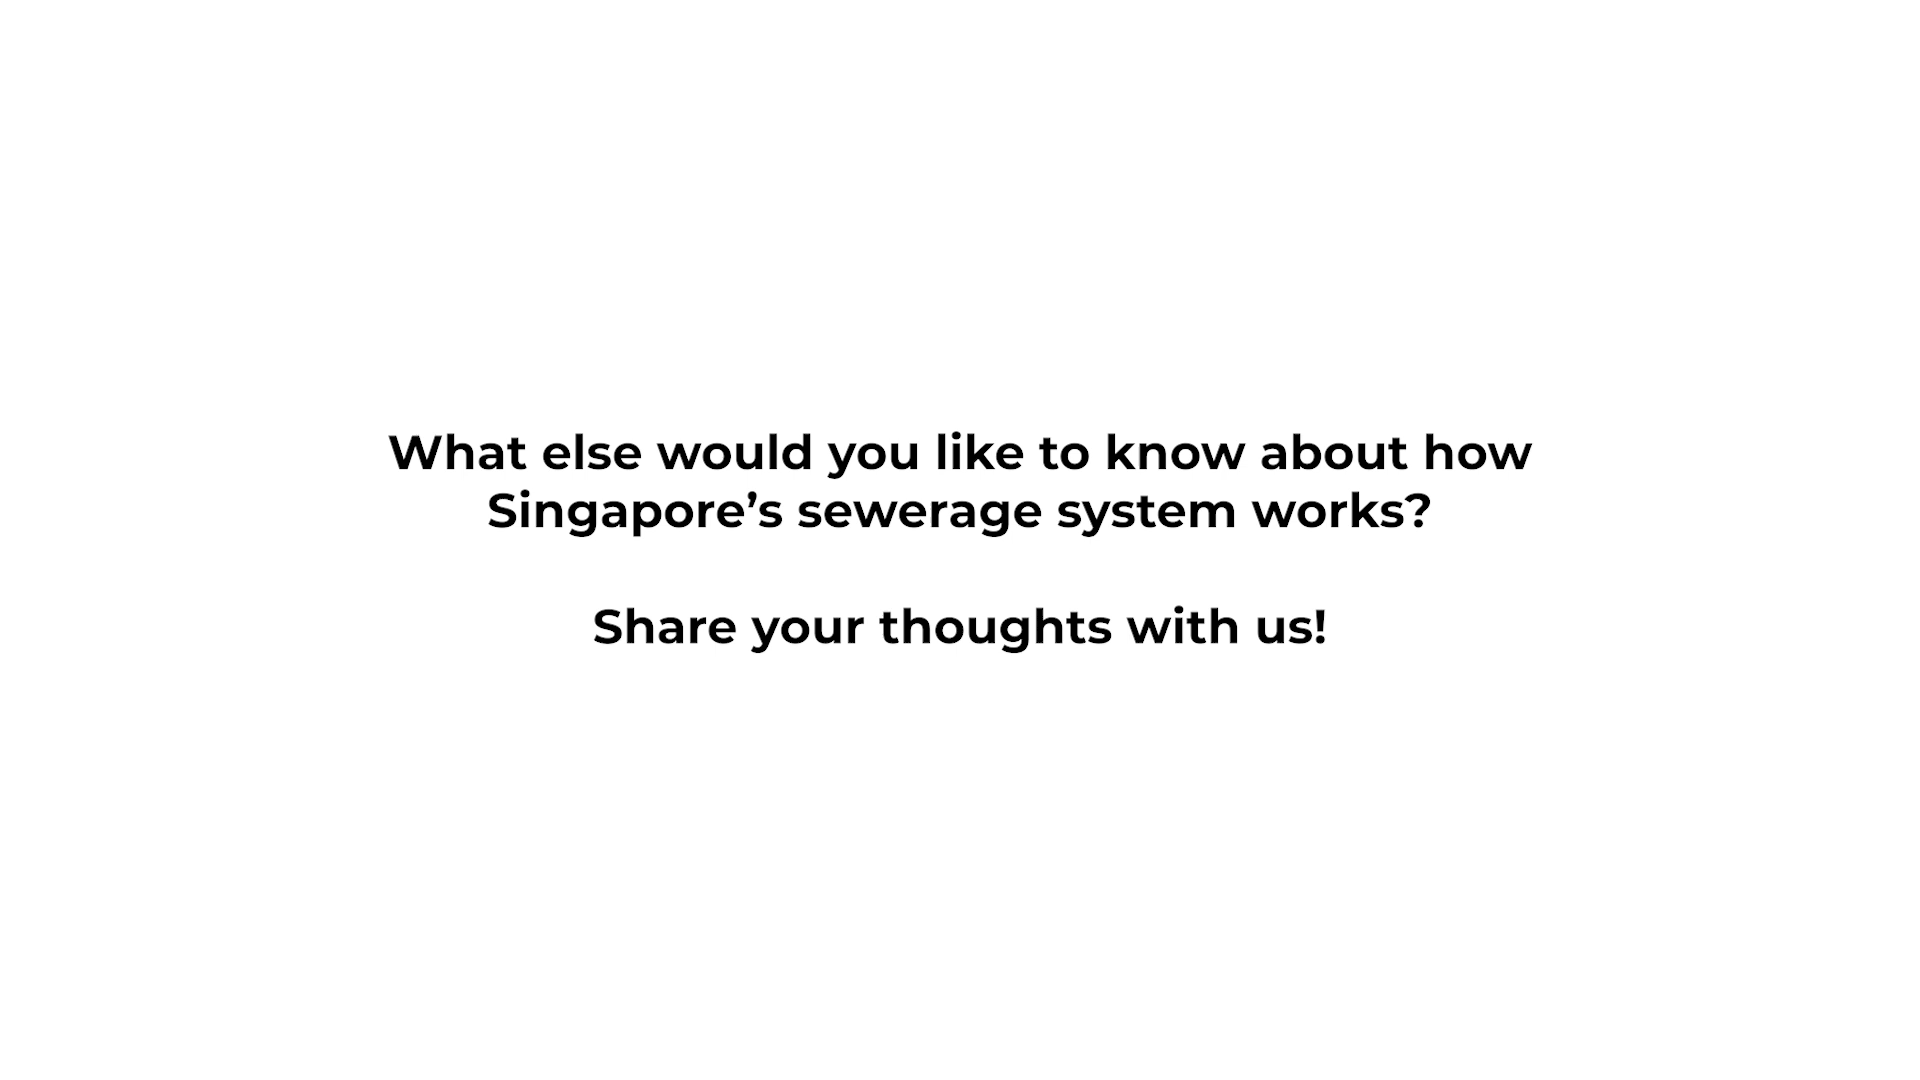 What else would you like to know about how
Singapore’s sewerage system works?
Share your thoughts with us!